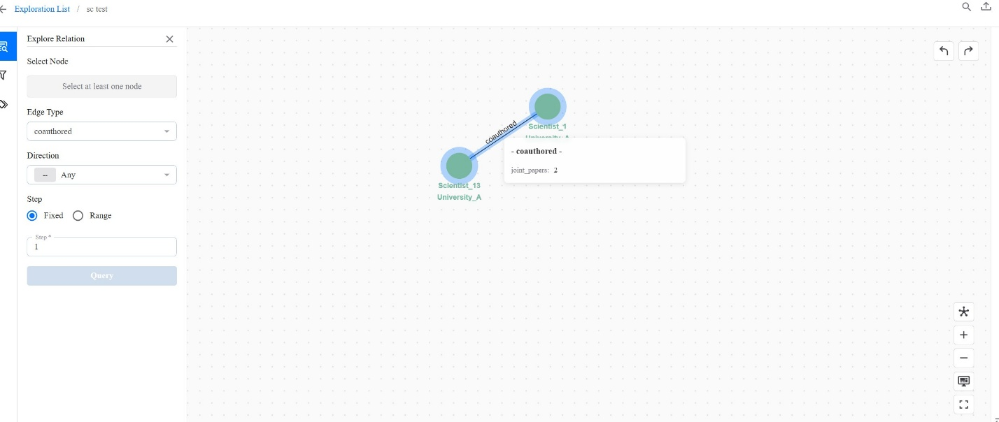 Exploration List / sc test
Explore Relation
Select Node
Select at least one node
Edge Type
coauthored
Direction
-- Any
Step
Fixed Range
Step *
1
Query
coauthored
Scientist_1
University_A
- coauthored -
joint_papers: 2
Scientist_13
University_A